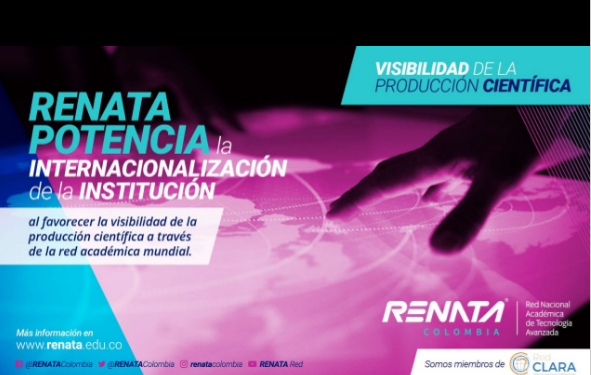 VISIBILIDAD DE LA
PRODUCCIÓN CIENTÍFICA
RENATA
POTENCIA la
INTERNACIONALIZACIÓN
de la INSTITUCIÓN
al favorecer la visibilidad de la
producción científica a través
de la red académica mundial.
RENATA
COLOMBIA
Red Nacional
Académica
de Tecnología
Avanzada
Más información en
www.renata.edu.co
@RENATAColombia @RENATAColombia renatacolombia RENATA Red
Somos miembros de
Red
CLARA